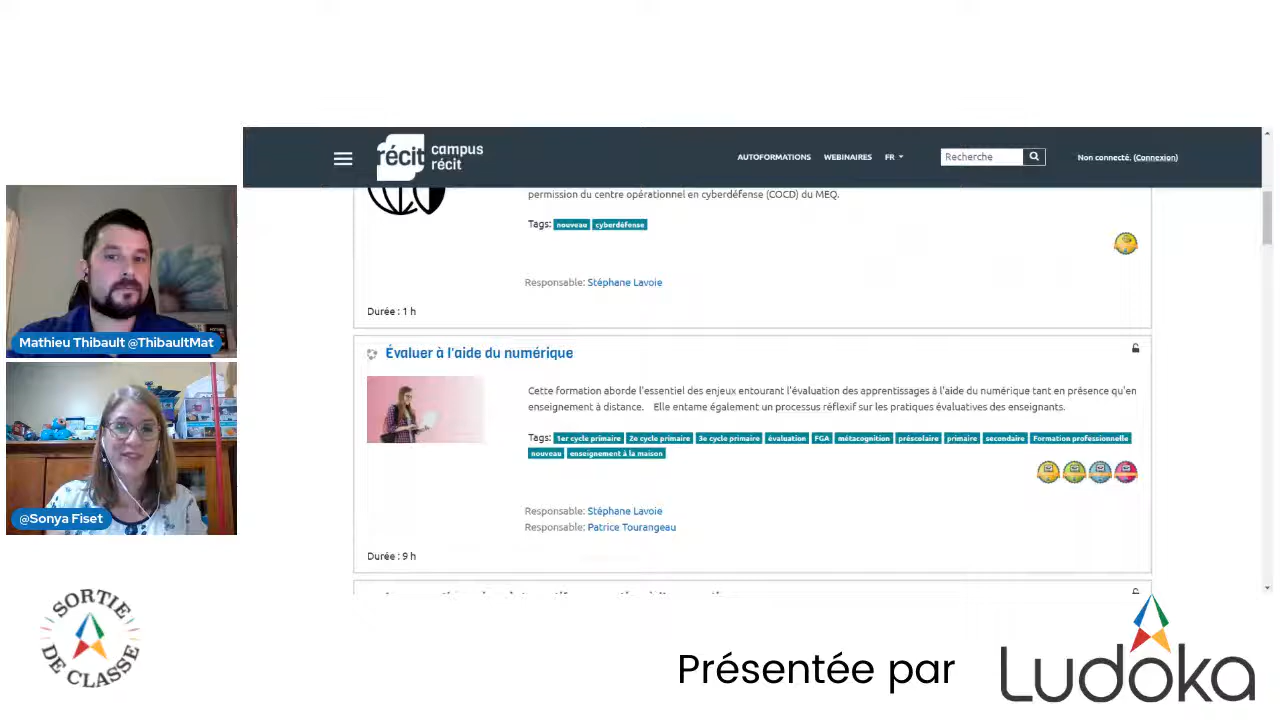 récit campus récit
AUTOFORMATIONS WEBINAIRES FR Recherche Non connecté. (Connexion)
permission du centre opérationnel en cyberdéfense (COCD) du MEQ.
Tags: nouveau cyberdéfense
Responsable: Stéphane Lavoie
Durée : 1 h
Mathieu Thibault @ThibaultMat
Évaluer à l'aide du numérique
Cette formation aborde l'essentiel des enjeux entourant l'évaluation des apprentissages à l'aide du numérique tant en présence qu'en
enseignement à distance. Elle entame également un processus réflexif sur les pratiques évaluatives des enseignants.
Tags: 1er cycle primaire 2e cycle primaire 3e cycle primaire évaluation FGA métacognition préscolaire primaire secondaire Formation professionnelle
nouveau enseignement à la maison
Responsable: Stéphane Lavoie
Responsable: Patrice Tourangeau
@Sonya Fiset
Durée : 9 h
SORTIE DE CLASSE
Présentée par Ludoka